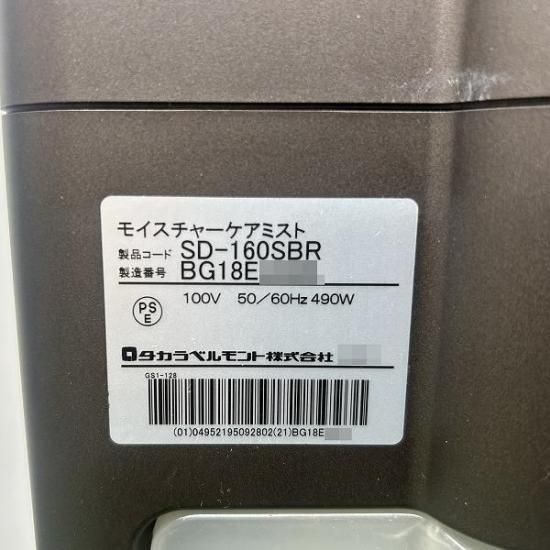 モイスチャーケアミスト
製品コード SD-160SBR
製造番号 BG18E
PS
E
100V 50/60Hz 490W
タカラベルモント株式会社
GS1-128
(01)04952195092802(21)BG18E